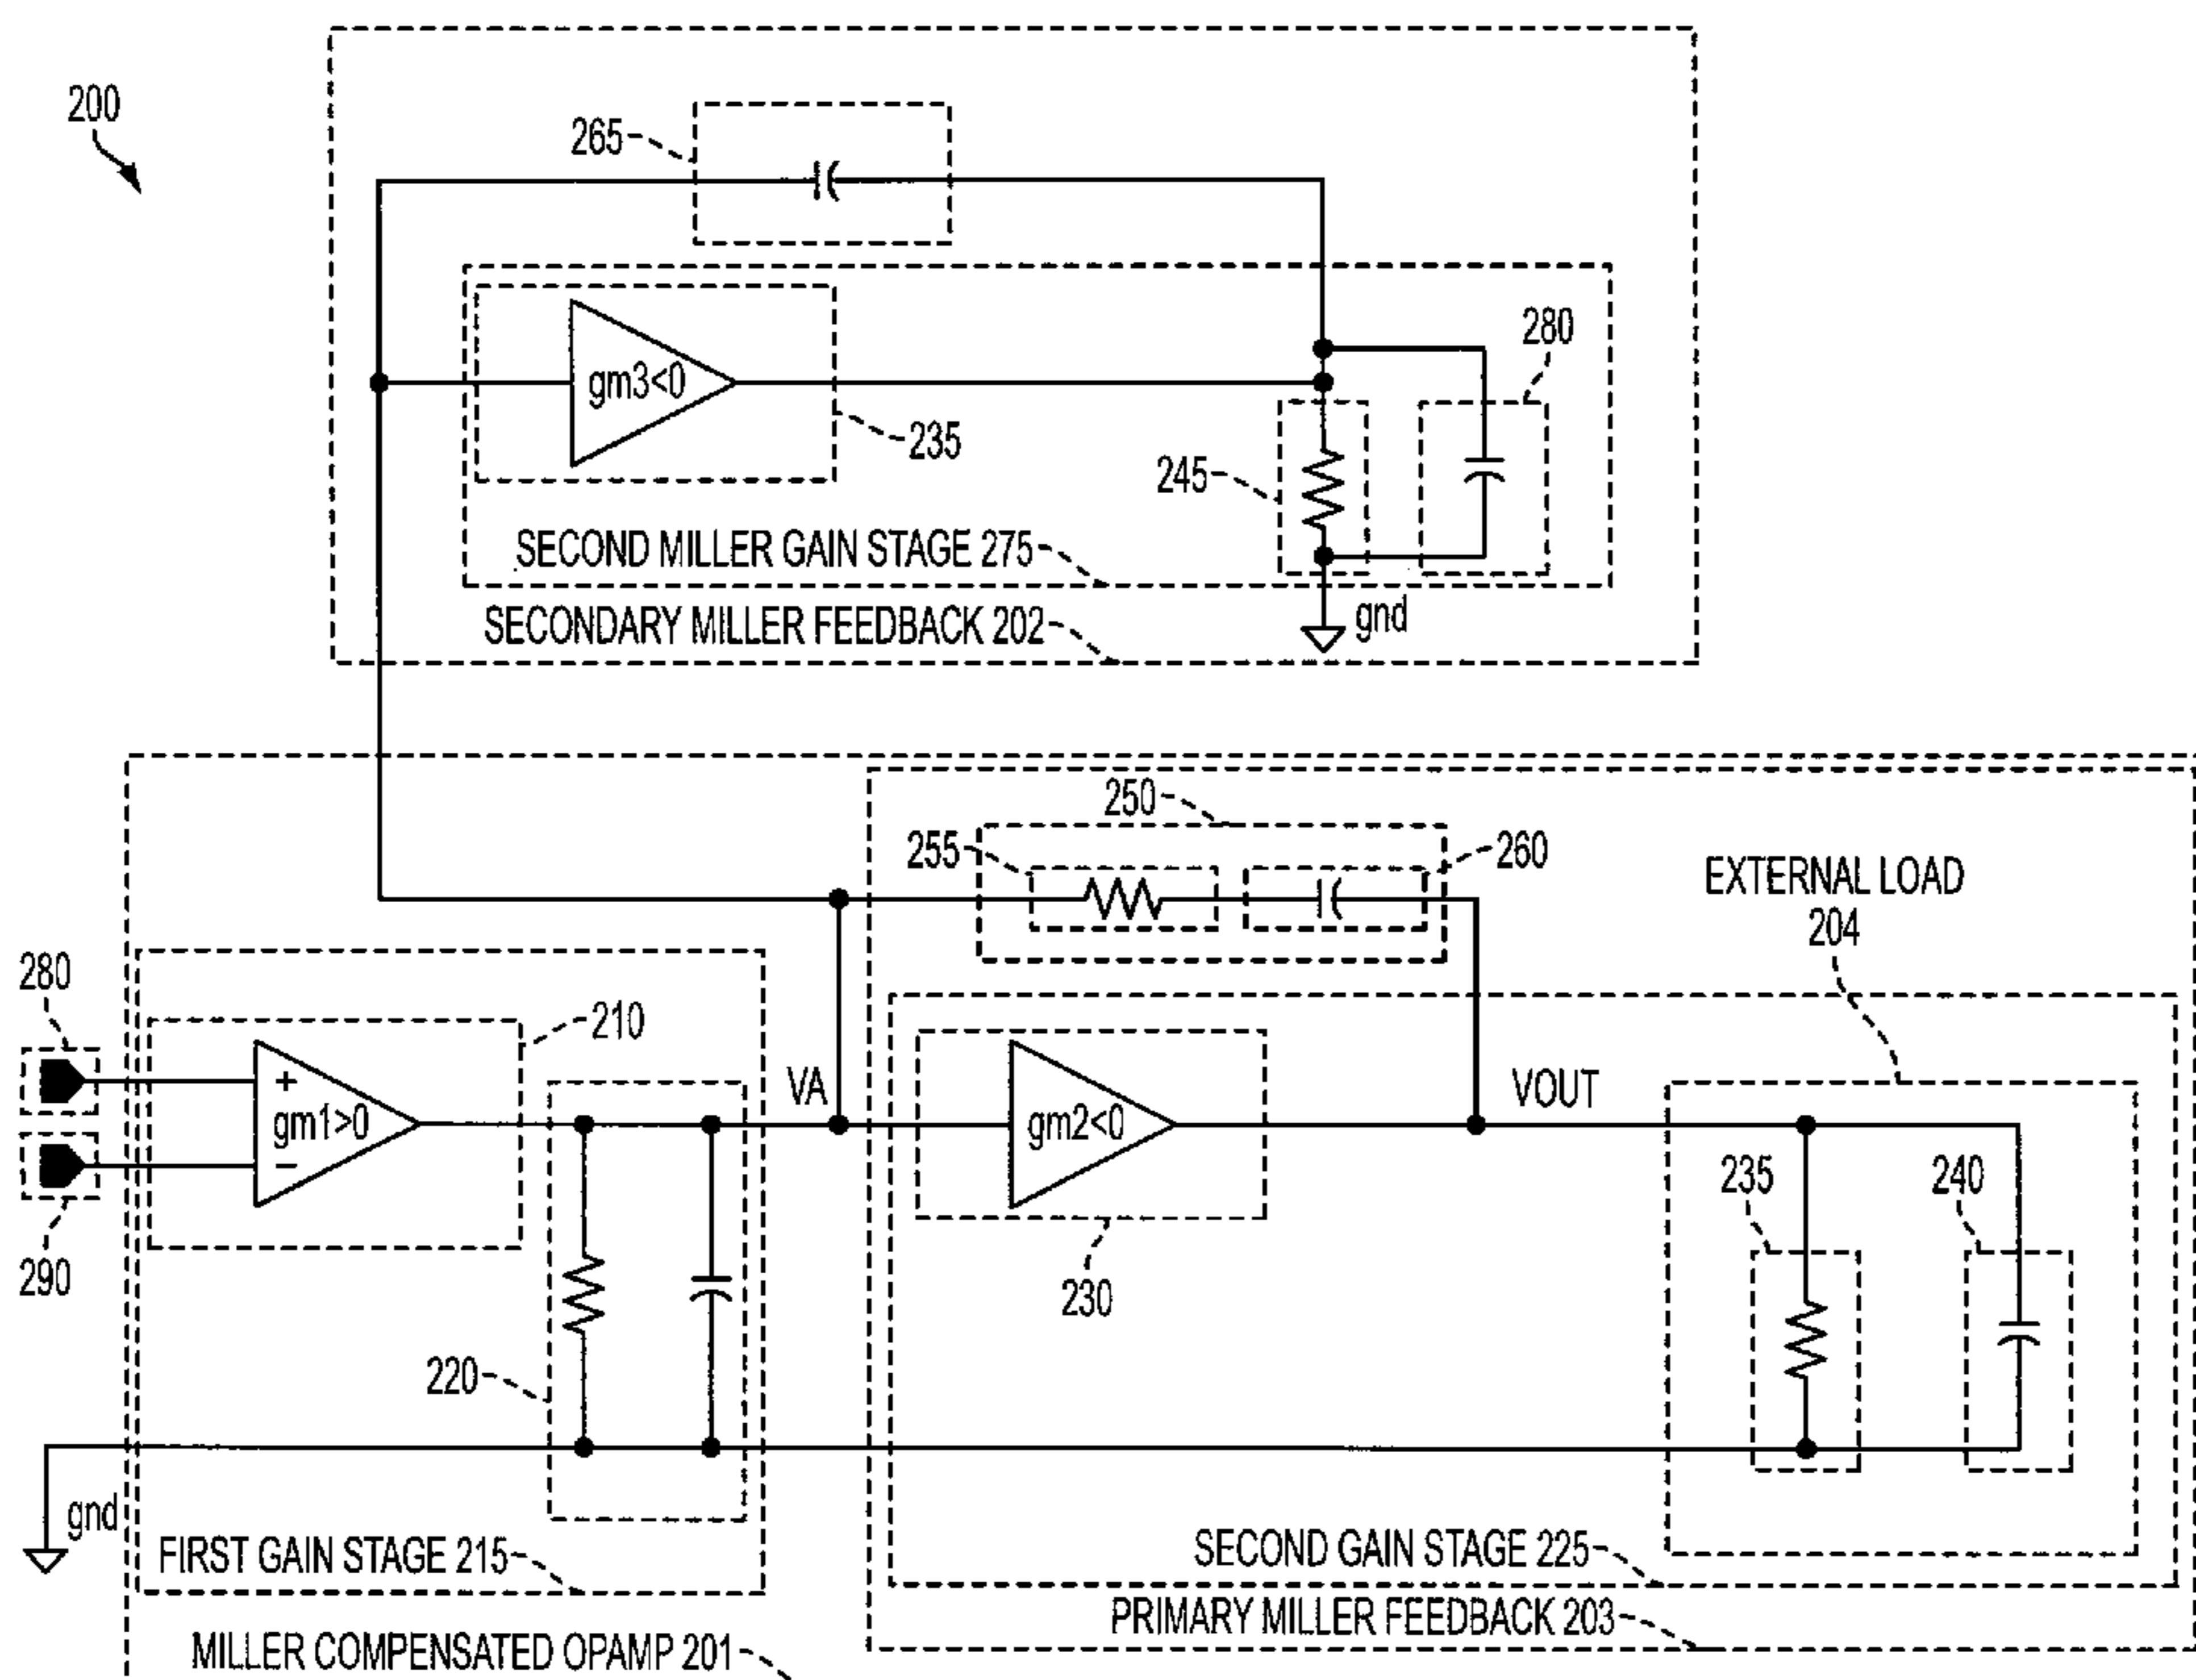 200
265
gm3<0
235
280
245
SECOND MILLER GAIN STAGE 275
SECONDARY MILLER FEEDBACK 202
gnd
250
255
260
EXTERNAL LOAD
204
280
210
+
gm1>0
−
290
VA
gm2<0
VOUT
230
235
240
220
gnd
FIRST GAIN STAGE 215
SECOND GAIN STAGE 225
PRIMARY MILLER FEEDBACK 203
MILLER COMPENSATED OPAMP 201